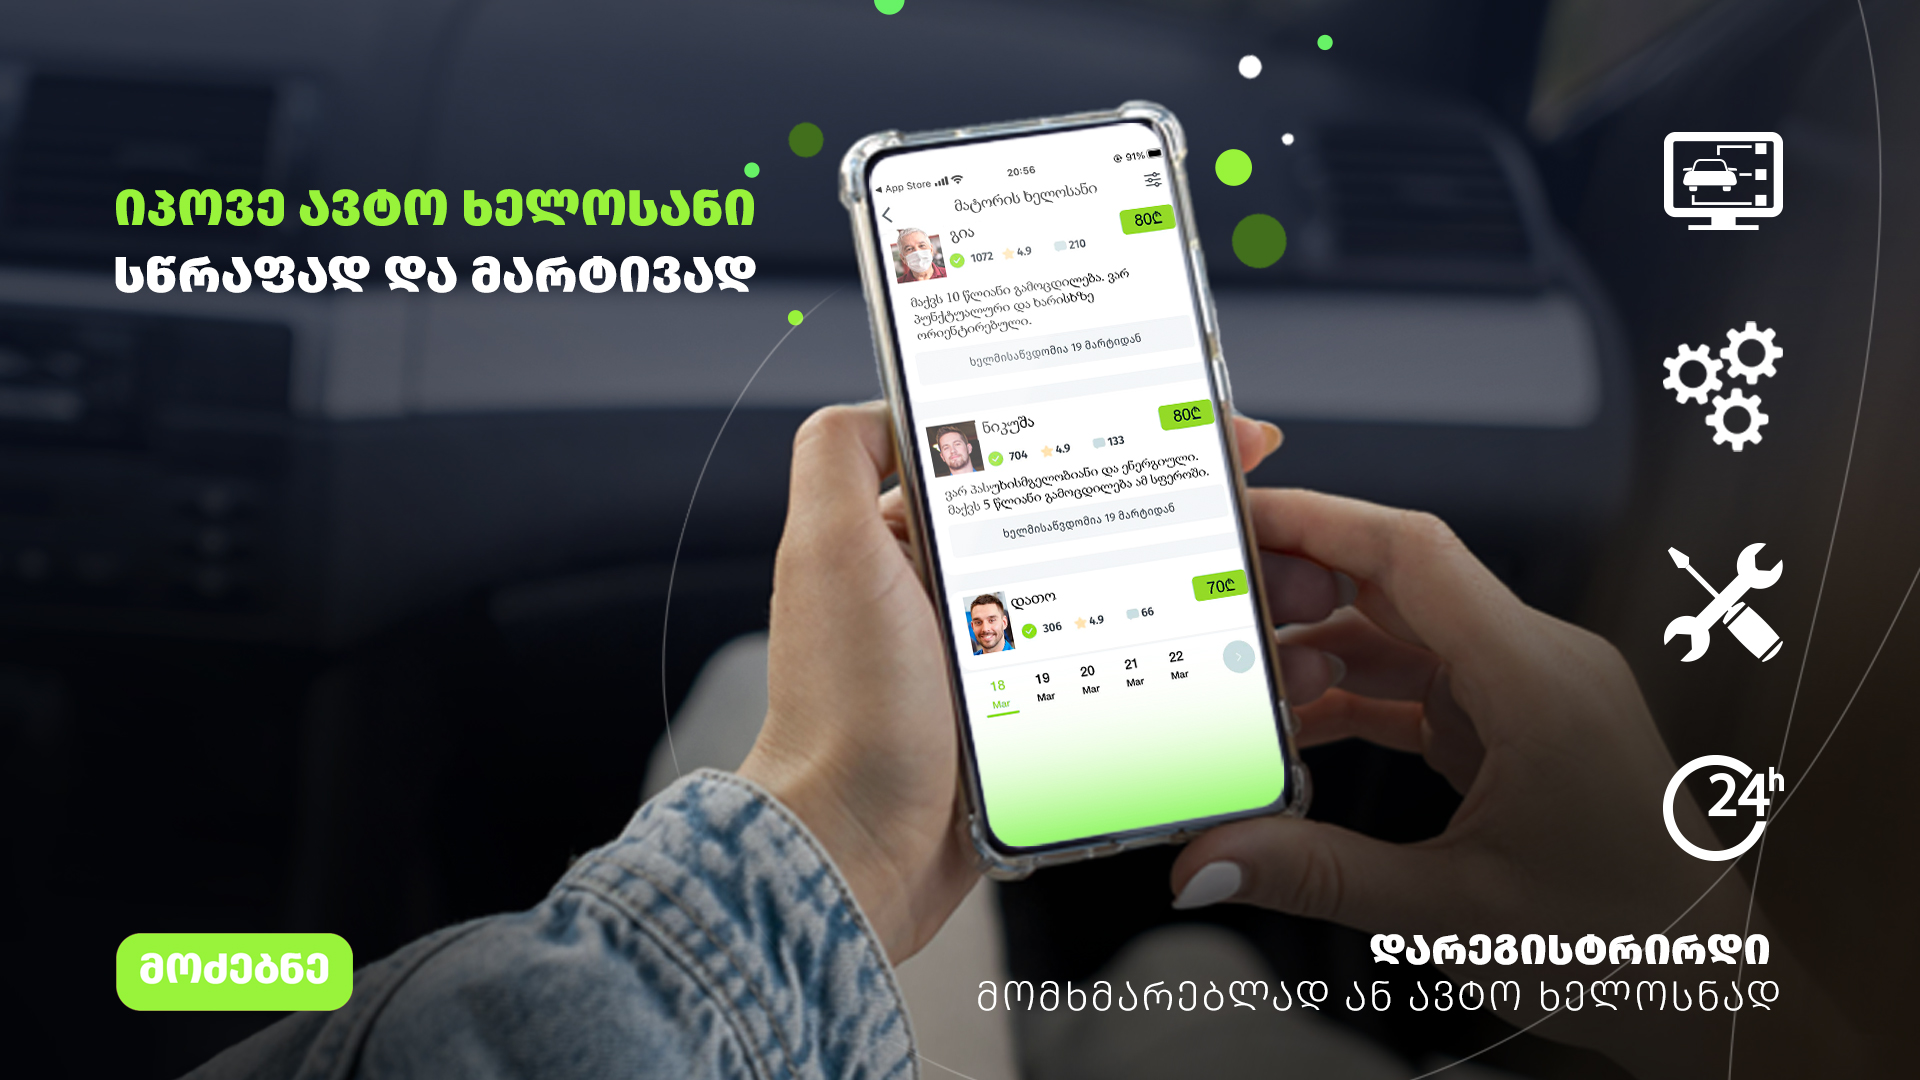 იპოვე ავტო ხელოსანი
სწრაფად და მარტივად
App Store
20:56
91%
მატორის ხელოსანი
გია
80₾
1072
4.9
210
მაქვს 10 წლიანი გამოცდილება. ვარ
პუნქტუალური და ხარისხზე
ორიენტირებული.
ხელმისაწვდომია 19 მარტიდან
ნიკუშა
80₾
704
4.9
133
ვარ პასუხისმგელობიანი და ენერგიული.
მაქვს 5 წლიანი გამოცდილება ამ სფეროში.
ხელმისაწვდომია 19 მარტიდან
დათო
70₾
306
4.9
66
18 19 20 21 22
Mar Mar Mar Mar Mar
24h
მოძებნე
დარეგისტრირდი
მომხმარებლად ან ავტო ხელოსნად